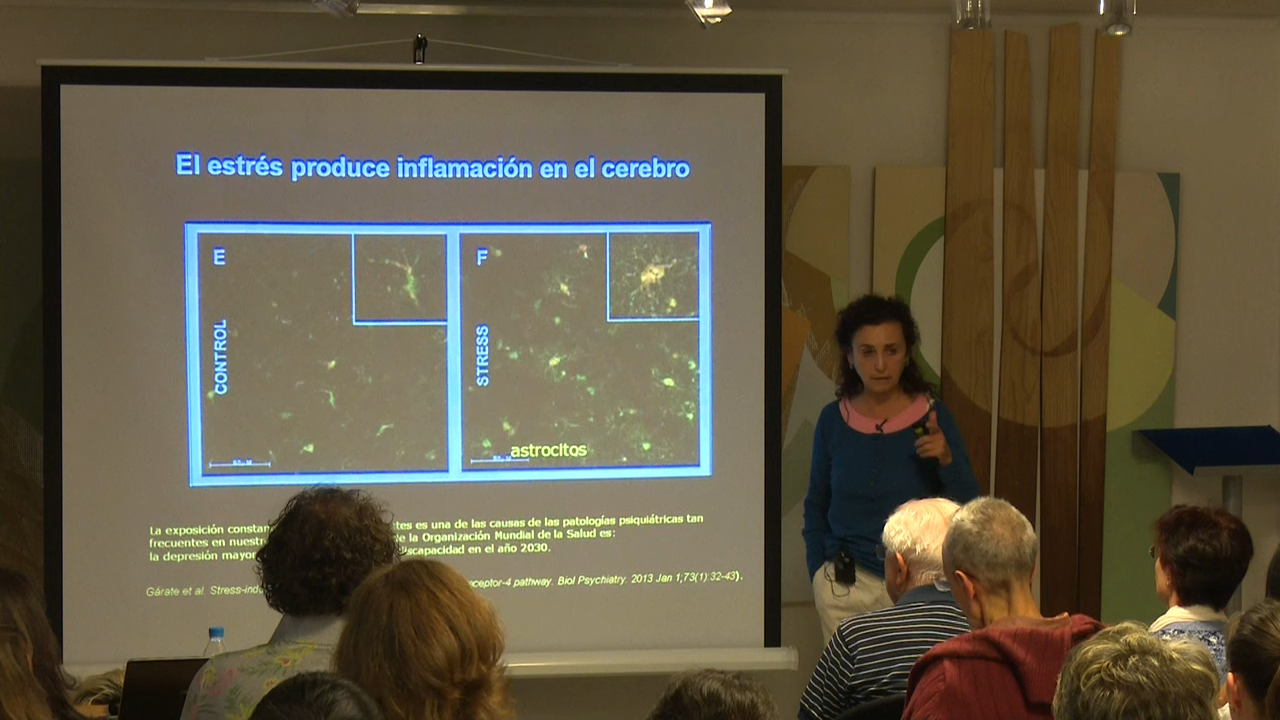 El estrés produce inflamación en el cerebro
E
F
CONTROL
STRESS
astrocitos
La exposición tes es una de las causas de las patologías psiquiátricas tan
frecuentes en de la Organización Mundial de la Salud es:
la depresión mayor en el año 2030.
Gárate et al. Stress-indu eceptor-4 pathway. Biol Psychiatry. 2013 Jan 1;73(1):32-43).